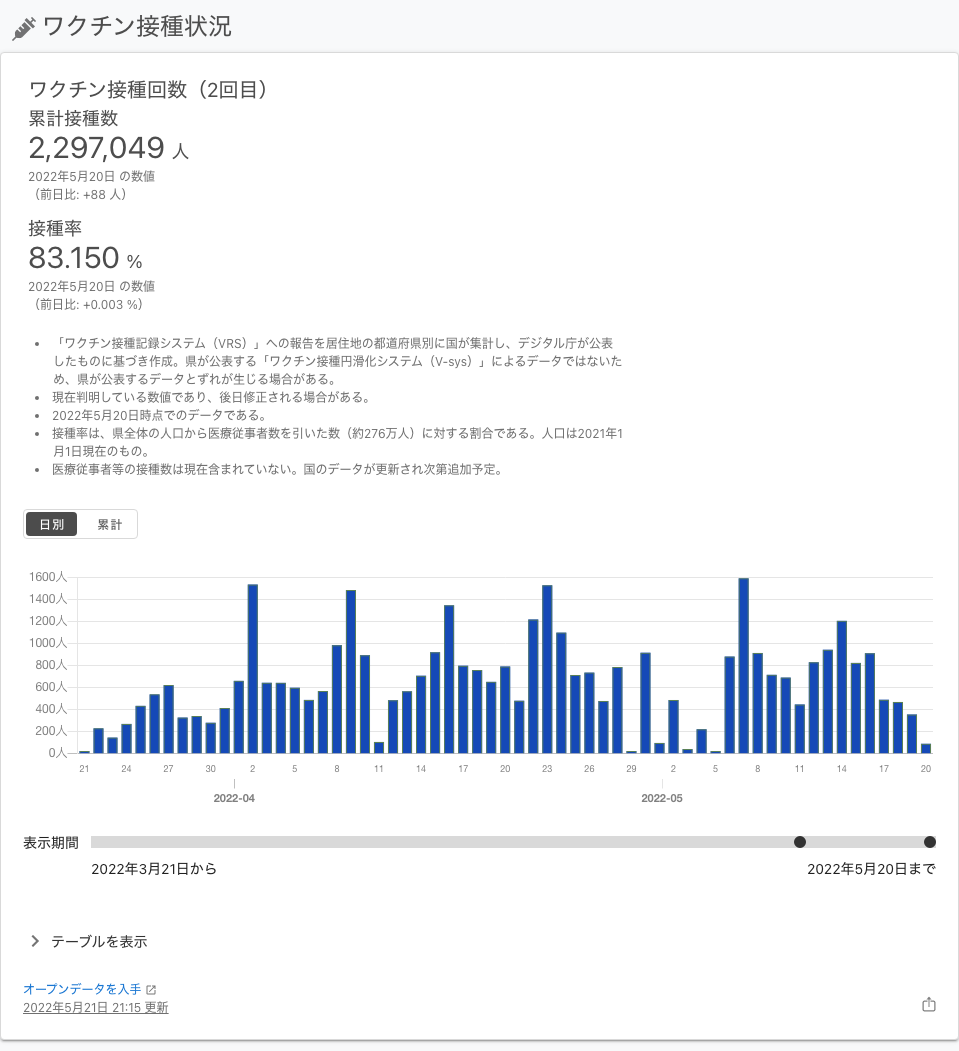 ワクチン接種状況
ワクチン接種回数（2回目）
累計接種数
2,297,049 人
2022年5月20日 の数値
（前日比: +88 人）
接種率
83.150 %
2022年5月20日 の数値
（前日比: +0.003 %）
• 「ワクチン接種記録システム（VRS）」への報告を居住地の都道府県別に国が集計し、デジタル庁が公表
したものに基づき作成。県が公表する「ワクチン接種円滑化システム（V-sys）」によるデータではないた
め、県が公表するデータとずれが生じる場合がある。
• 現在判明している数値であり、後日修正される場合がある。
• 2022年5月20日時点でのデータである。
• 接種率は、県全体の人口から医療従事者数を引いた数（約276万人）に対する割合である。人口は2021年1
月1日現在のもの。
• 医療従事者等の接種数は現在含まれていない。国のデータが更新され次第追加予定。
日別 累計
1600人
1400人
1200人
1000人
800人
600人
400人
200人
0人
21 24 27 30 2 5 8 11 14 17 20 23 26 29 2 5 8 11 14 17 20
2022-04 2022-05
表示期間
2022年3月21日から 2022年5月20日まで
テーブルを表示
オープンデータを入手
2022年5月21日 21:15 更新